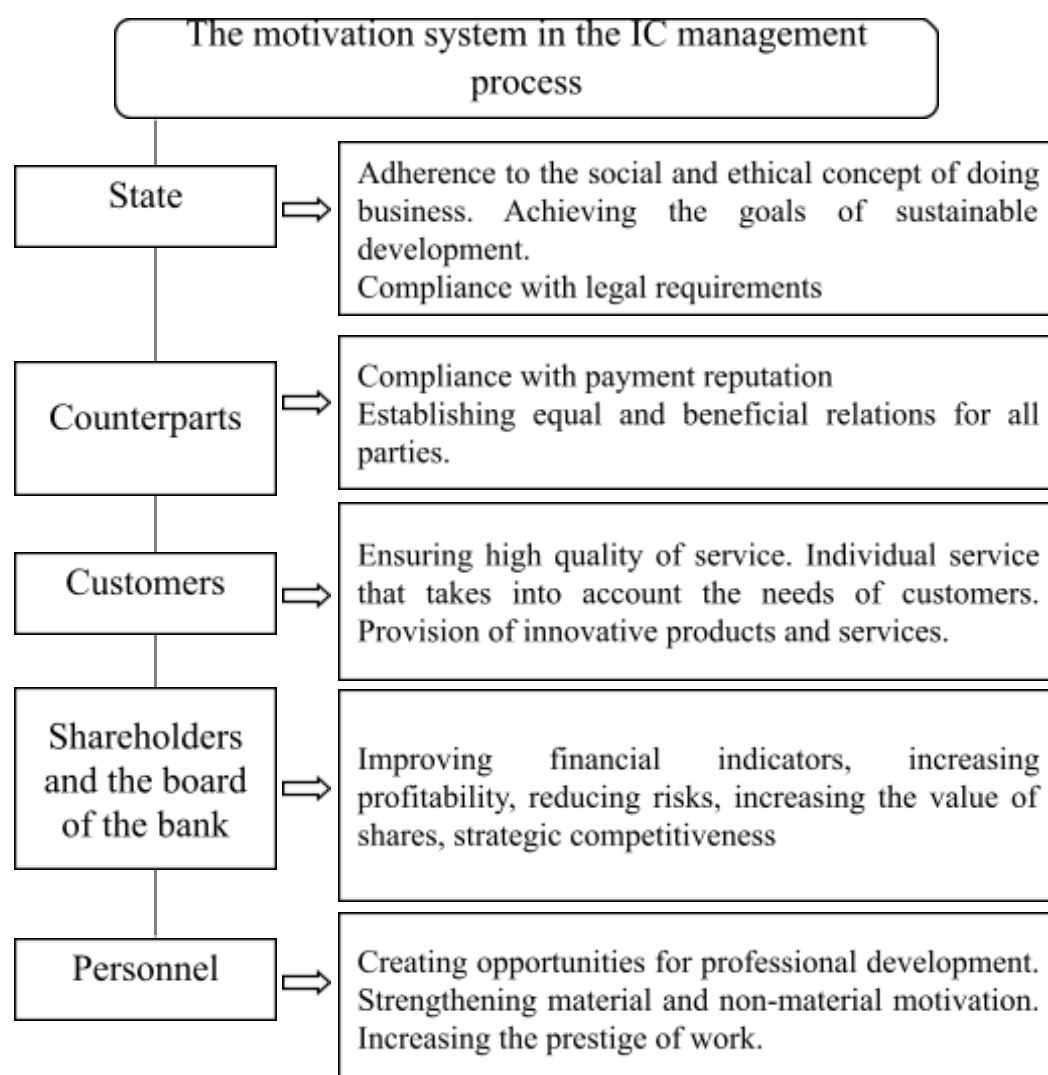 The motivation system in the IC management
process
State
Adherence to the social and ethical concept of doing
business. Achieving the goals of sustainable
development.
Compliance with legal requirements
Counterparts
Compliance with payment reputation
Establishing equal and beneficial relations for all
parties.
Customers
Ensuring high quality of service. Individual service
that takes into account the needs of customers.
Provision of innovative products and services.
Shareholders
and the board
of the bank
Improving financial indicators, increasing
profitability, reducing risks, increasing the value of
shares, strategic competitiveness
Personnel
Creating opportunities for professional development.
Strengthening material and non-material motivation.
Increasing the prestige of work.